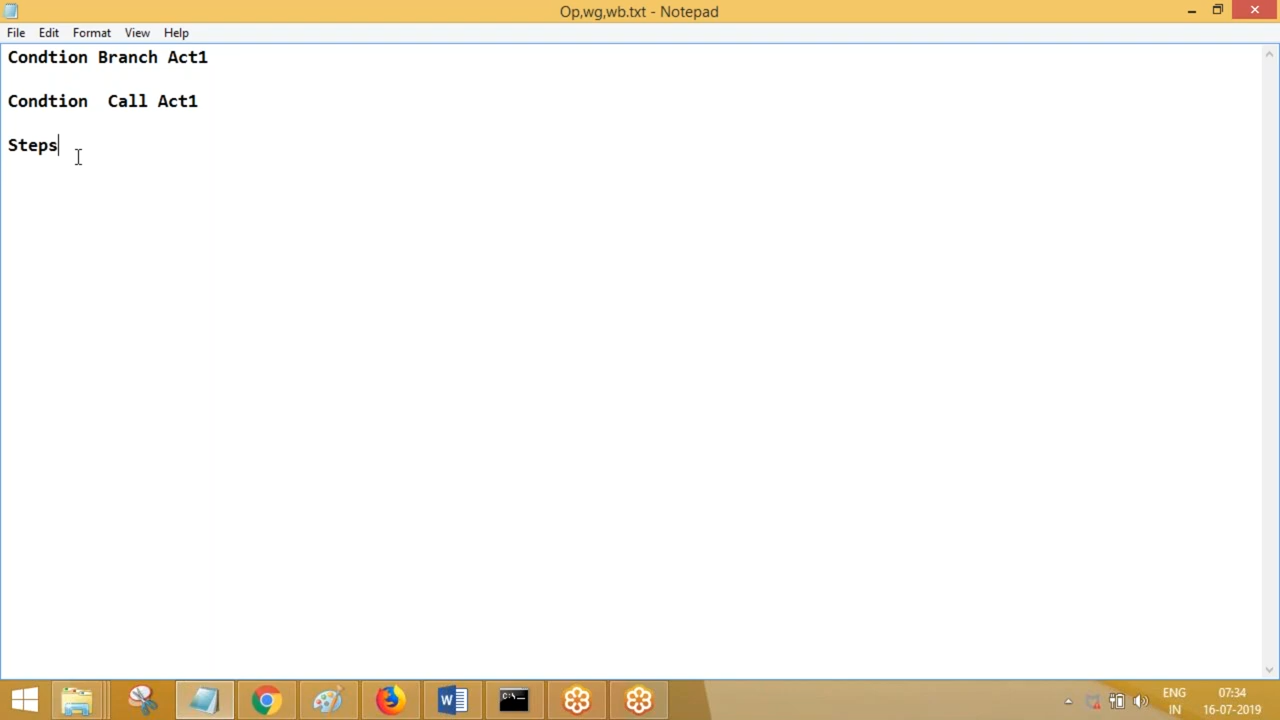 Op,wg,wb.txt - Notepad
File Edit Format View Help
Condtion Branch Act1
Condtion  Call Act1
Steps
ENG 07:34
IN 16-07-2019